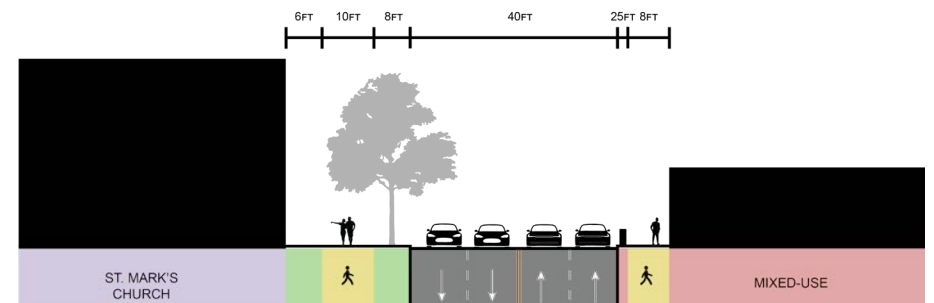 6FT 10FT 8FT 40FT 25FT 8FT
ST. MARK'S
CHURCH
MIXED-USE